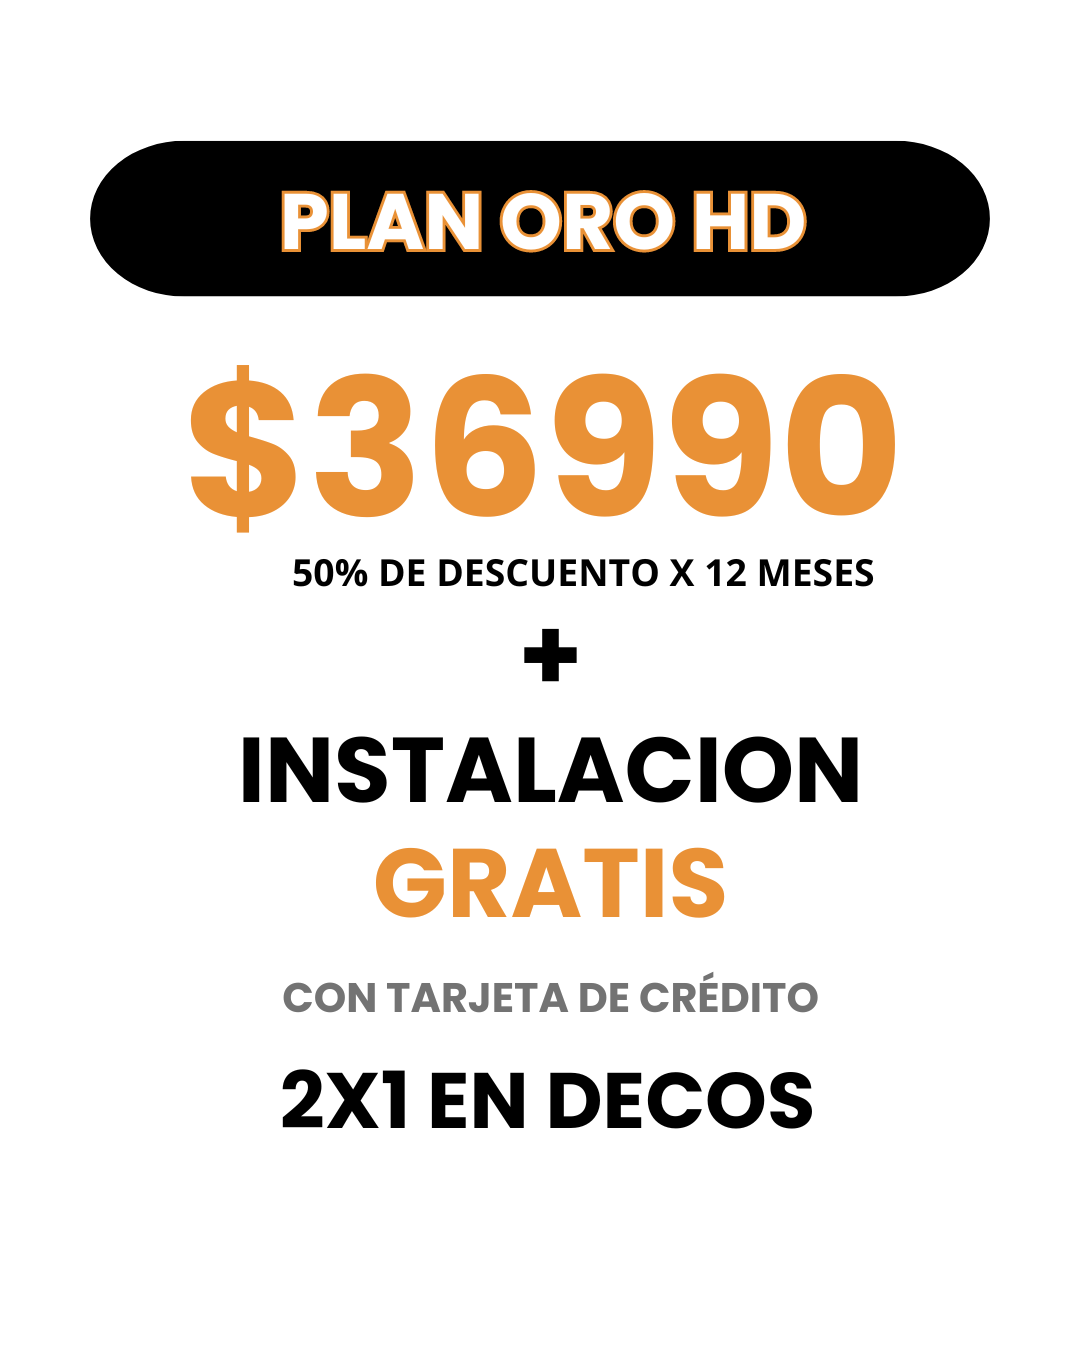 PLAN ORO HD
$36990
50% DE DESCUENTO X 12 MESES
+
INSTALACION
GRATIS
CON TARJETA DE CRÉDITO
2X1 EN DECOS